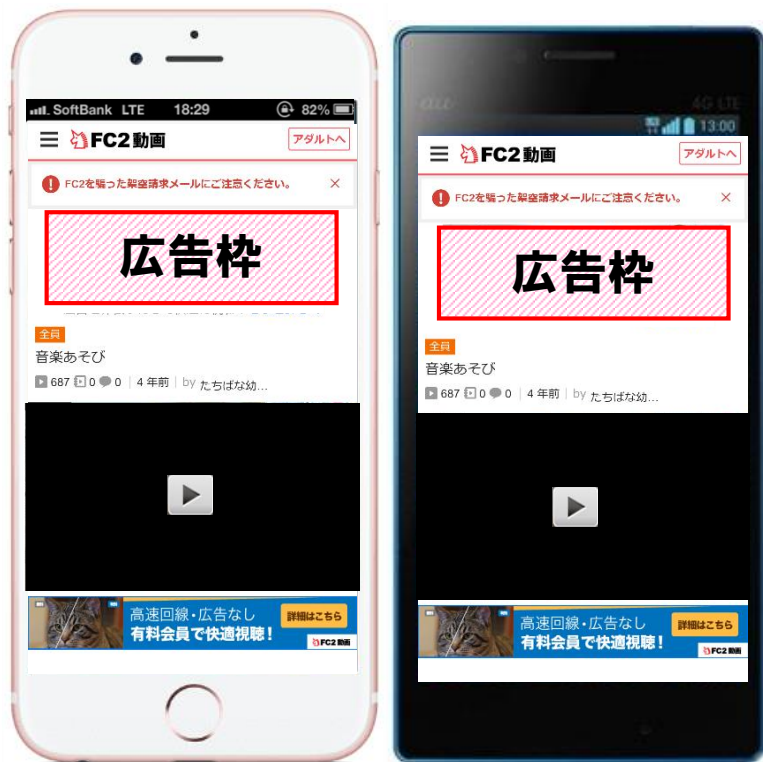 SoftBank LTE 18:29 82%
FC2動画 アダルトへ
FC2を騙った架空請求メールにご注意ください。 ×
広告枠
全員
音楽あそび
687 0 0 4 年前 by たちばな幼...
高速回線・広告なし
有料会員で快適視聴!
詳細はこちら
FC2動画
au 4G LTE
13:00
FC2動画 アダルトへ
FC2を騙った架空請求メールにご注意ください。 ×
広告枠
全員
音楽あそび
687 0 0 4 年前 by たちばな幼...
高速回線・広告なし
有料会員で快適視聴!
詳細はこちら
FC2動画